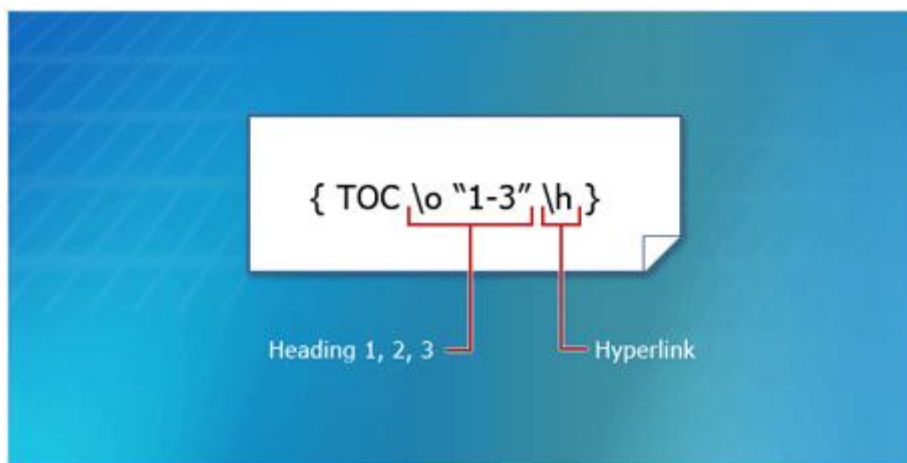 { TOC \o “1-3” \h }
Heading 1, 2, 3
Hyperlink